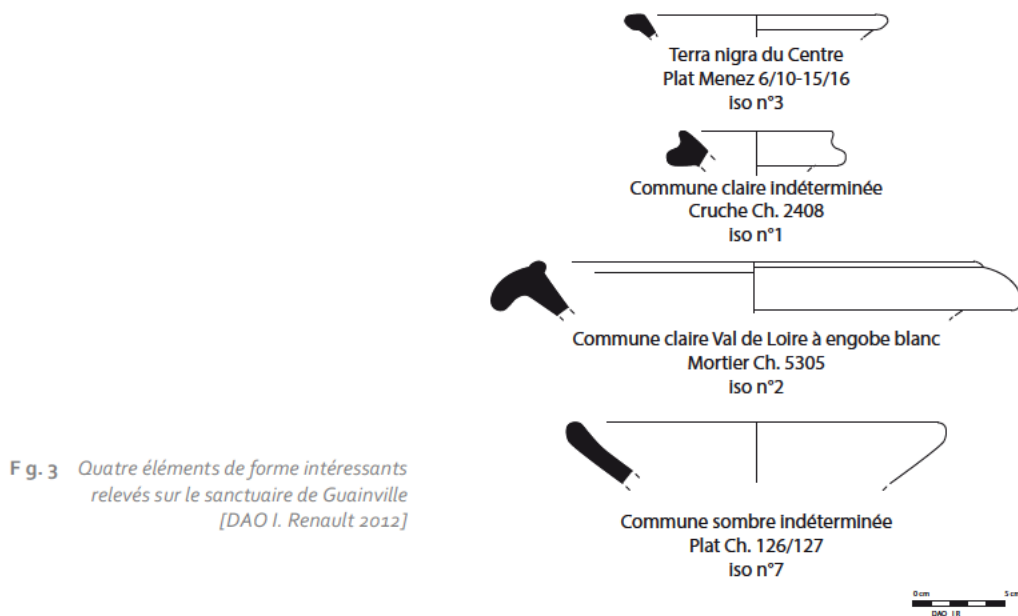 Terra nigra du Centre
Plat Menez 6/10-15/16
iso n°3
Commune claire indéterminée
Cruche Ch. 2408
iso n°1
Commune claire Val de Loire à engobe blanc
Mortier Ch. 5305
iso n°2
F g. 3 Quatre éléments de forme intéressants
relevés sur le sanctuaire de Guainville
[DAO I. Renault 2012]
Commune sombre indéterminée
Plat Ch. 126/127
iso n°7
0 cm 5 cm
DAO I R